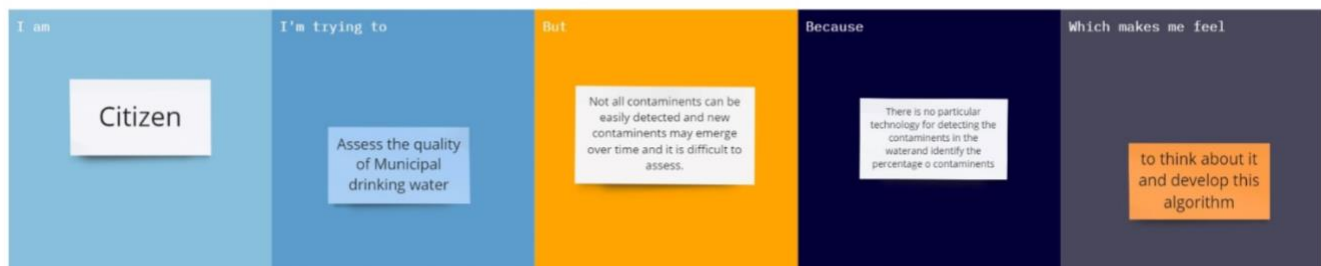 I am
Citizen
I'm trying to
Assess the quality
of Municipal
drinking water
But
Not all contaminents can be
easily detected and new
contaminents may emerge
over time and it is difficult to
assess.
Because
There is no particular
technology for detecting the
contaminents in the
waterand identify the
percentage o contaminents
Which makes me feel
to think about it
and develop this
algorithm